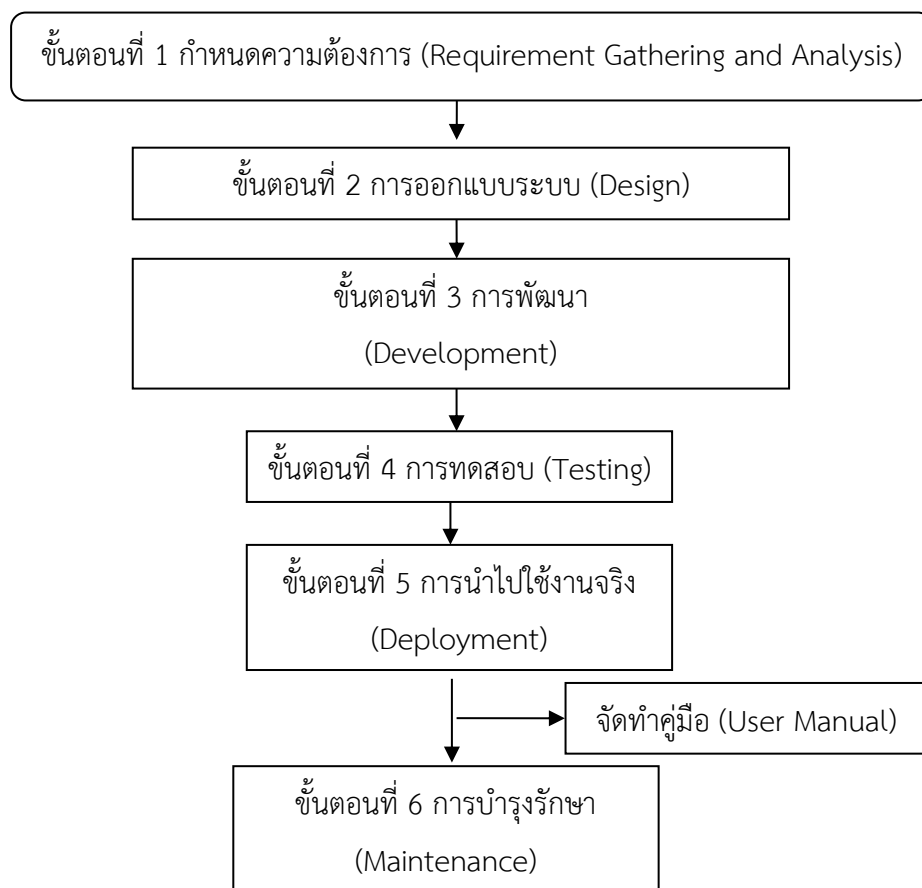 ขั้นตอนที่ 1 กำหนดความต้องการ (Requirement Gathering and Analysis)
ขั้นตอนที่ 2 การออกแบบระบบ (Design)
ขั้นตอนที่ 3 การพัฒนา
(Development)
ขั้นตอนที่ 4 การทดสอบ (Testing)
ขั้นตอนที่ 5 การนำไปใช้งานจริง
(Deployment)
จัดทำคู่มือ (User Manual)
ขั้นตอนที่ 6 การบำรุงรักษา
(Maintenance)